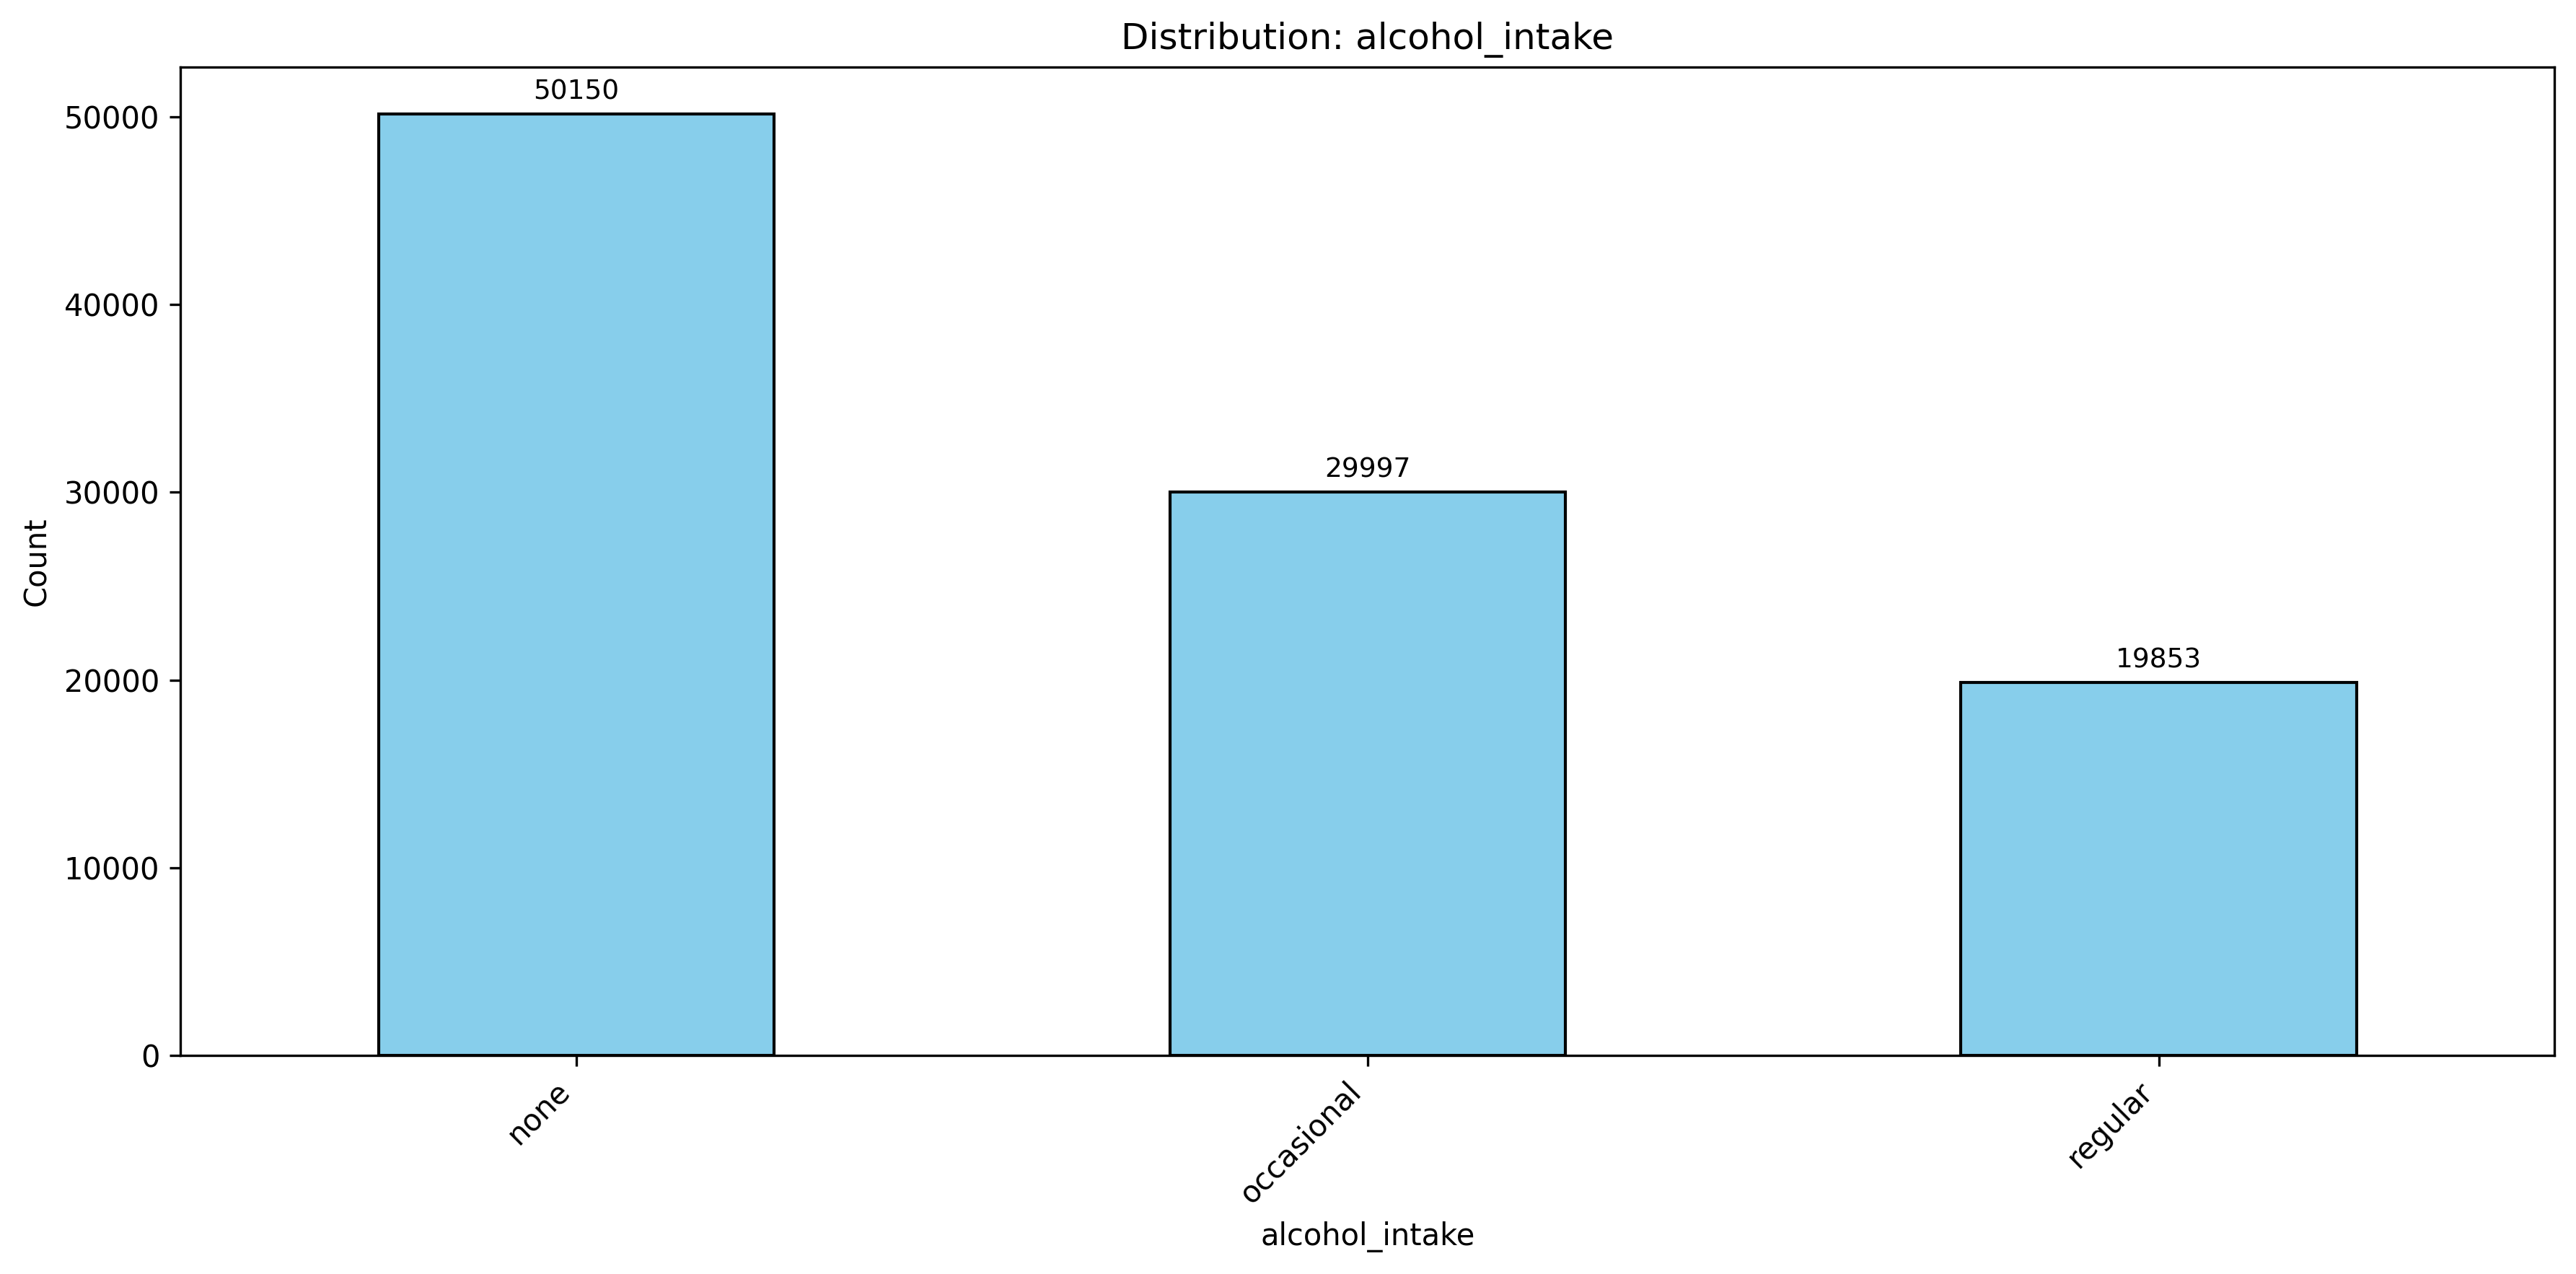 Distribution: alcohol_intake
50150
29997
19853
50000
40000
30000
20000
10000
0
Count
none
occasional
regular
alcohol_intake